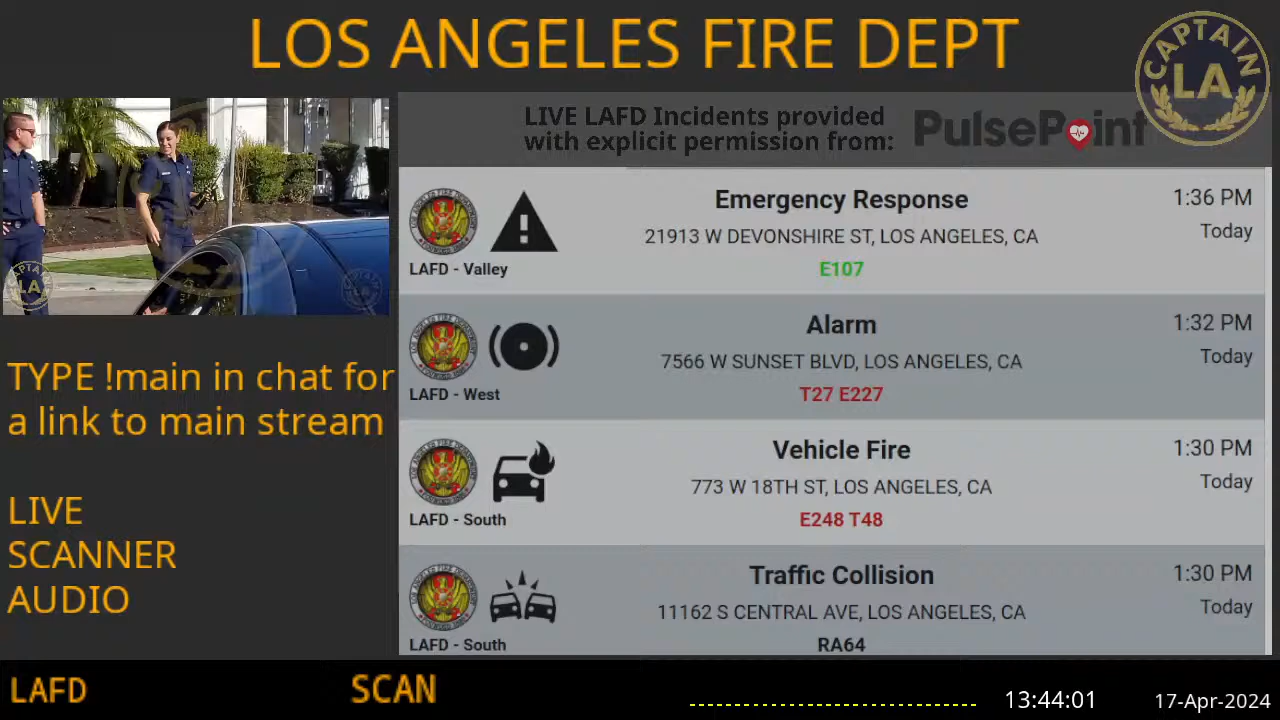 LOS ANGELES FIRE DEPT
CAPTAIN
LA
LIVE LAFD Incidents provided
with explicit permission from:
PulsePoint
Emergency Response
1:36 PM
21913 W DEVONSHIRE ST, LOS ANGELES, CA
Today
LAFD - Valley
E107
Alarm
1:32 PM
7566 W SUNSET BLVD, LOS ANGELES, CA
Today
LAFD - West
T27 E227
Vehicle Fire
1:30 PM
773 W 18TH ST, LOS ANGELES, CA
Today
LAFD - South
E248 T48
Traffic Collision
1:30 PM
11162 S CENTRAL AVE, LOS ANGELES, CA
Today
LAFD - South
RA64
CAPTAIN
LA
TYPE !main in chat for
a link to main stream
LIVE
SCANNER
AUDIO
LAFD
SCAN
13:44:01
17-Apr-2024